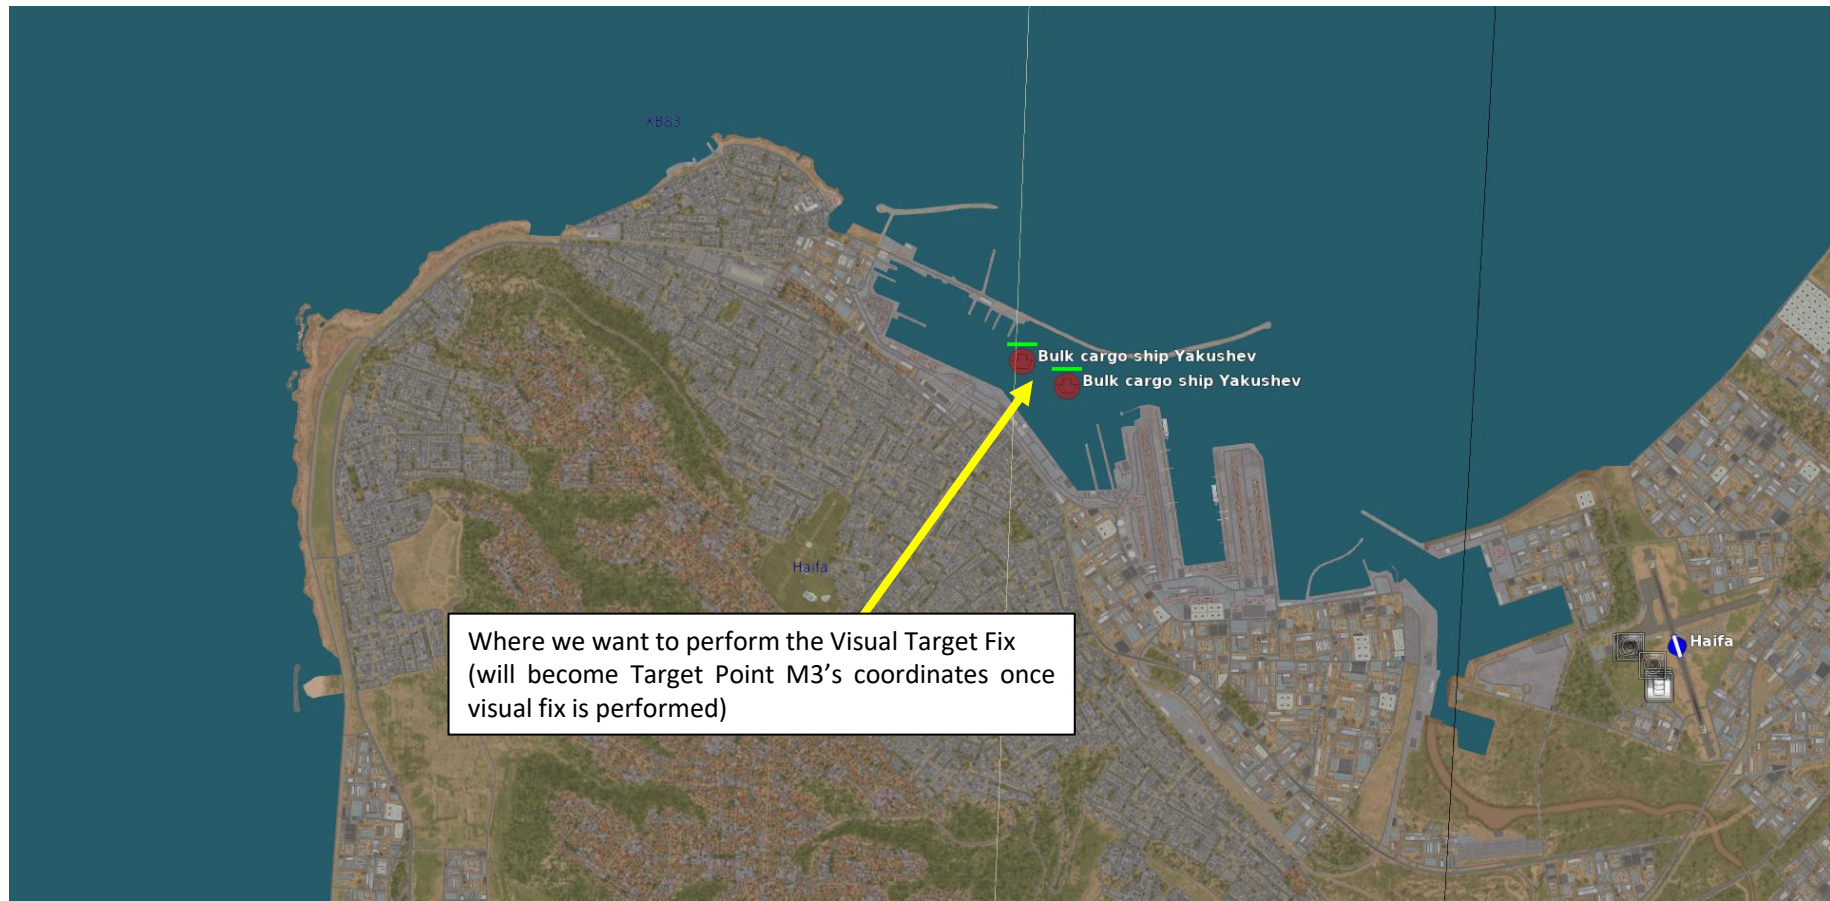 XB83
Bulk cargo ship Yakushev
Bulk cargo ship Yakushev
Haifa
Where we want to perform the Visual Target Fix
(will become Target Point M3’s coordinates once
visual fix is performed)
Haifa